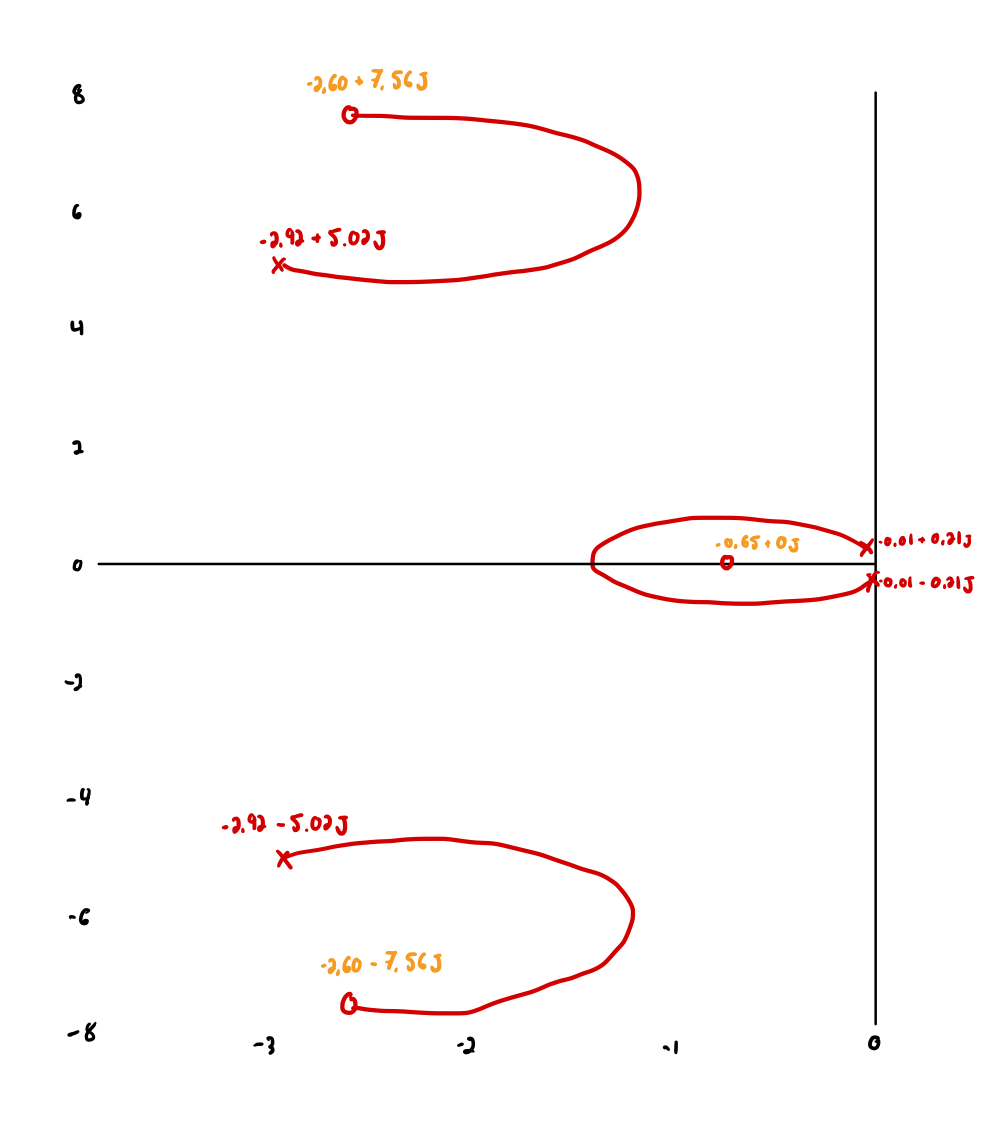 8
-2.60 + 7.56J
6
-2.92 + 5.02J
4
2
-0.65 + 0J
-0.01 + 0.21J
0
-0.01 - 0.21J
-2
-4
-2.92 - 5.02J
-6
-2.60 - 7.56J
-8
-3 -2 -1 0